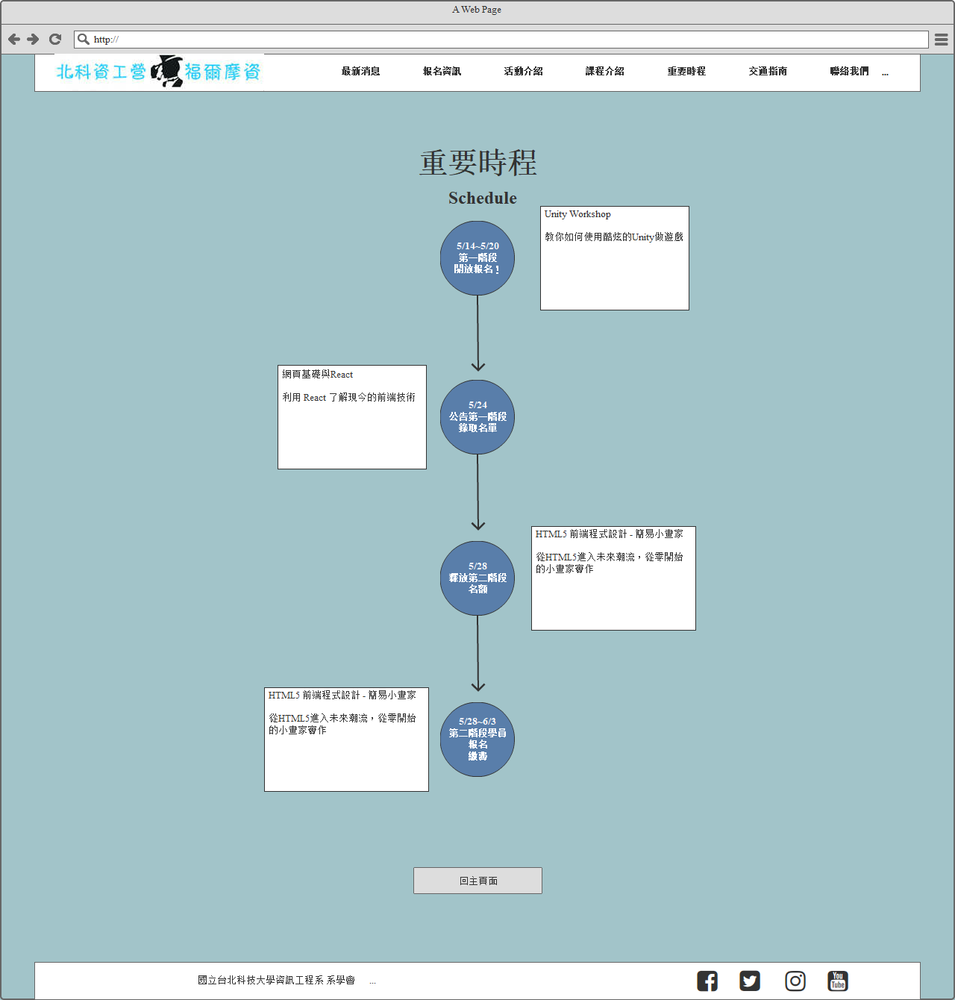 A Web Page
http://
北科資工營 福爾摩資
最新消息 報名資訊 活動介紹 課程介紹 重要時程 交通指南 聯絡我們 ...
重要時程
Schedule
5/14~5/20
第一階段
開放報名！
Unity Workshop
教你如何使用酷炫的Unity做遊戲
網頁基礎與React
利用 React 了解現今的前端技術
5/24
公告第一階段
錄取名單
HTML5 前端程式設計 - 簡易小畫家
從HTML5進入未來潮流，從零開始
的小畫家實作
5/28
釋放第二階段
名額
HTML5 前端程式設計 - 簡易小畫家
從HTML5進入未來潮流，從零開始
的小畫家實作
5/28~6/3
第二階段學員
報名
繳費
回主頁面
國立台北科技大學資訊工程系 系學會 ...
You
Tube